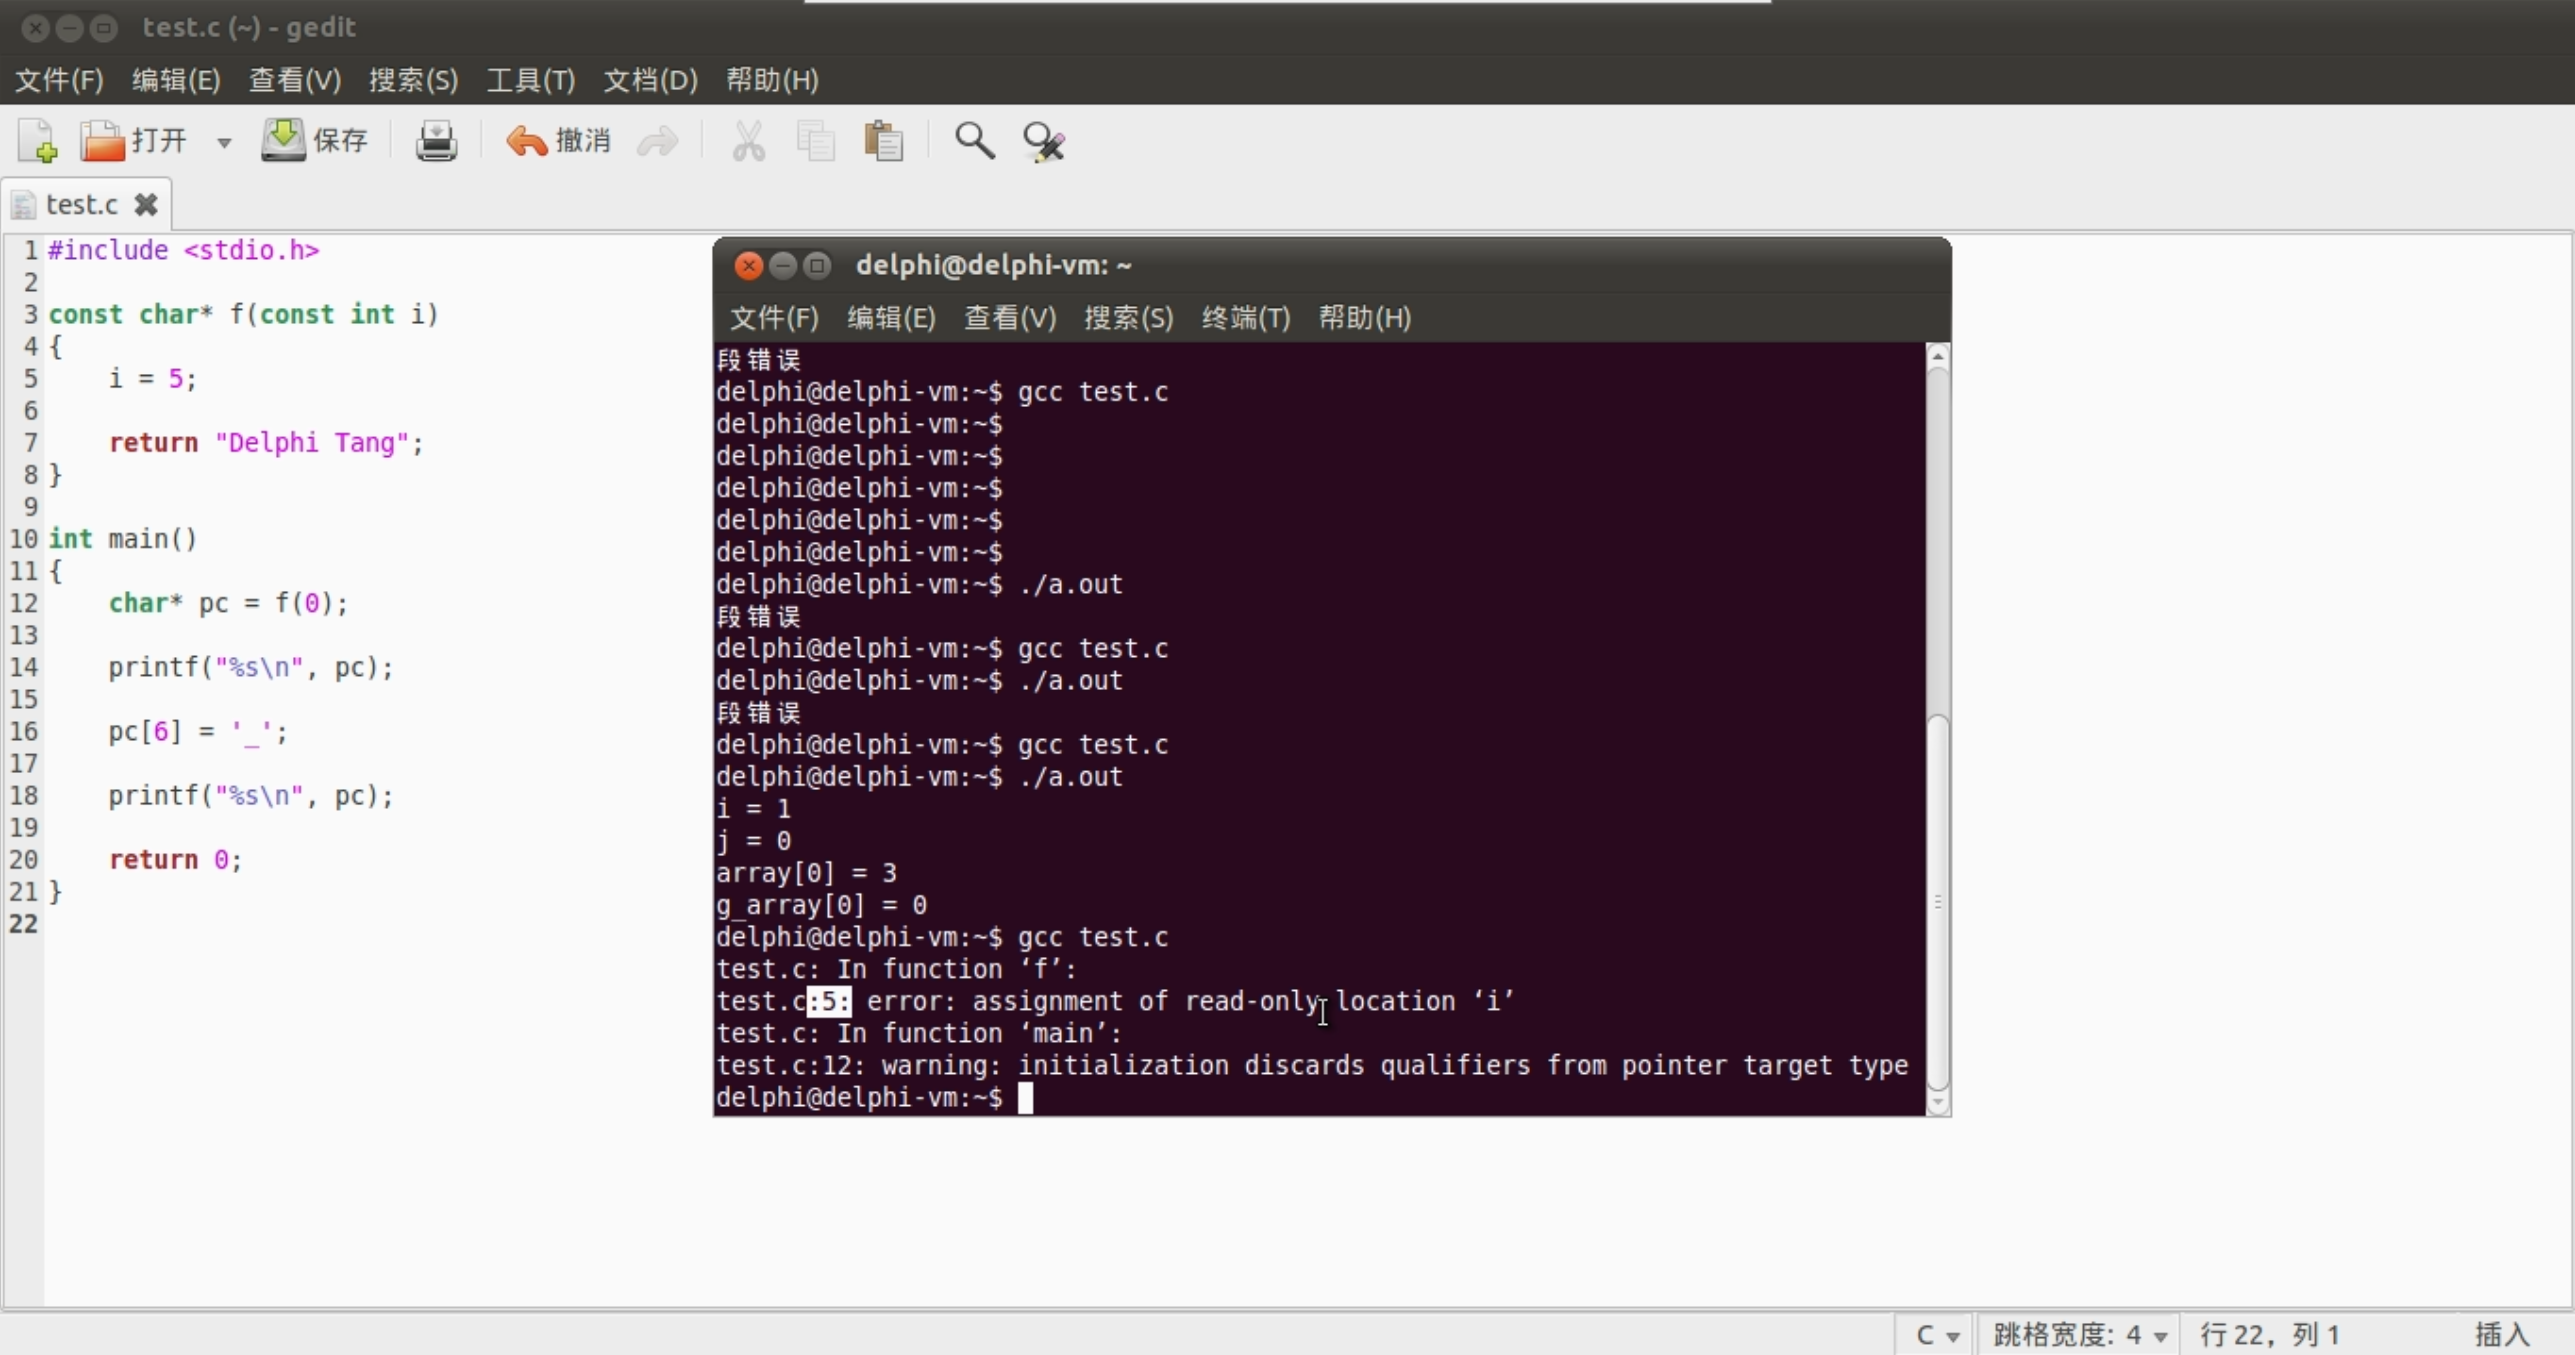 test.c (~) - gedit
文件(F) 编辑(E) 查看(V) 搜索(S) 工具(T) 文档(D) 帮助(H)
打开 保存 撤消
test.c
1 #include <stdio.h>
2
3 const char* f(const int i)
4 {
5     i = 5;
6
7     return "Delphi Tang";
8 }
9
10 int main()
11 {
12     char* pc = f(0);
13
14     printf("%s\n", pc);
15
16     pc[6] = '_';
17
18     printf("%s\n", pc);
19
20     return 0;
21 }
22
delphi@delphi-vm: ~
文件(F) 编辑(E) 查看(V) 搜索(S) 终端(T) 帮助(H)
段错误
delphi@delphi-vm:~$ gcc test.c
delphi@delphi-vm:~$
delphi@delphi-vm:~$
delphi@delphi-vm:~$
delphi@delphi-vm:~$
delphi@delphi-vm:~$
delphi@delphi-vm:~$ ./a.out
段错误
delphi@delphi-vm:~$ gcc test.c
delphi@delphi-vm:~$ ./a.out
段错误
delphi@delphi-vm:~$ gcc test.c
delphi@delphi-vm:~$ ./a.out
i = 1
j = 0
array[0] = 3
g_array[0] = 0
delphi@delphi-vm:~$ gcc test.c
test.c: In function ‘f’:
test.c:5: error: assignment of read-only location ‘i’
test.c: In function ‘main’:
test.c:12: warning: initialization discards qualifiers from pointer target type
delphi@delphi-vm:~$
C 跳格宽度: 4 行 22，列 1 插入